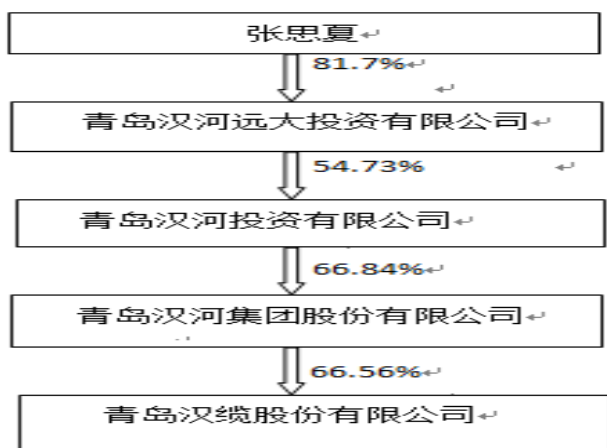 张思夏
81.7%
青岛汉河远大投资有限公司
54.73%
青岛汉河投资有限公司
66.84%
青岛汉河集团股份有限公司
66.56%
青岛汉缆股份有限公司